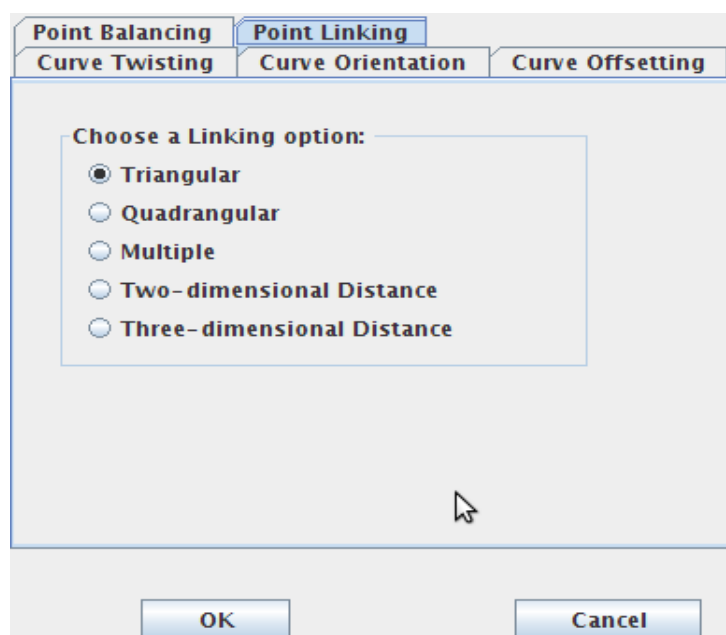 Point Balancing Point Linking
Curve Twisting Curve Orientation Curve Offsetting
Choose a Linking option:
Triangular
Quadrangular
Multiple
Two-dimensional Distance
Three-dimensional Distance
OK Cancel